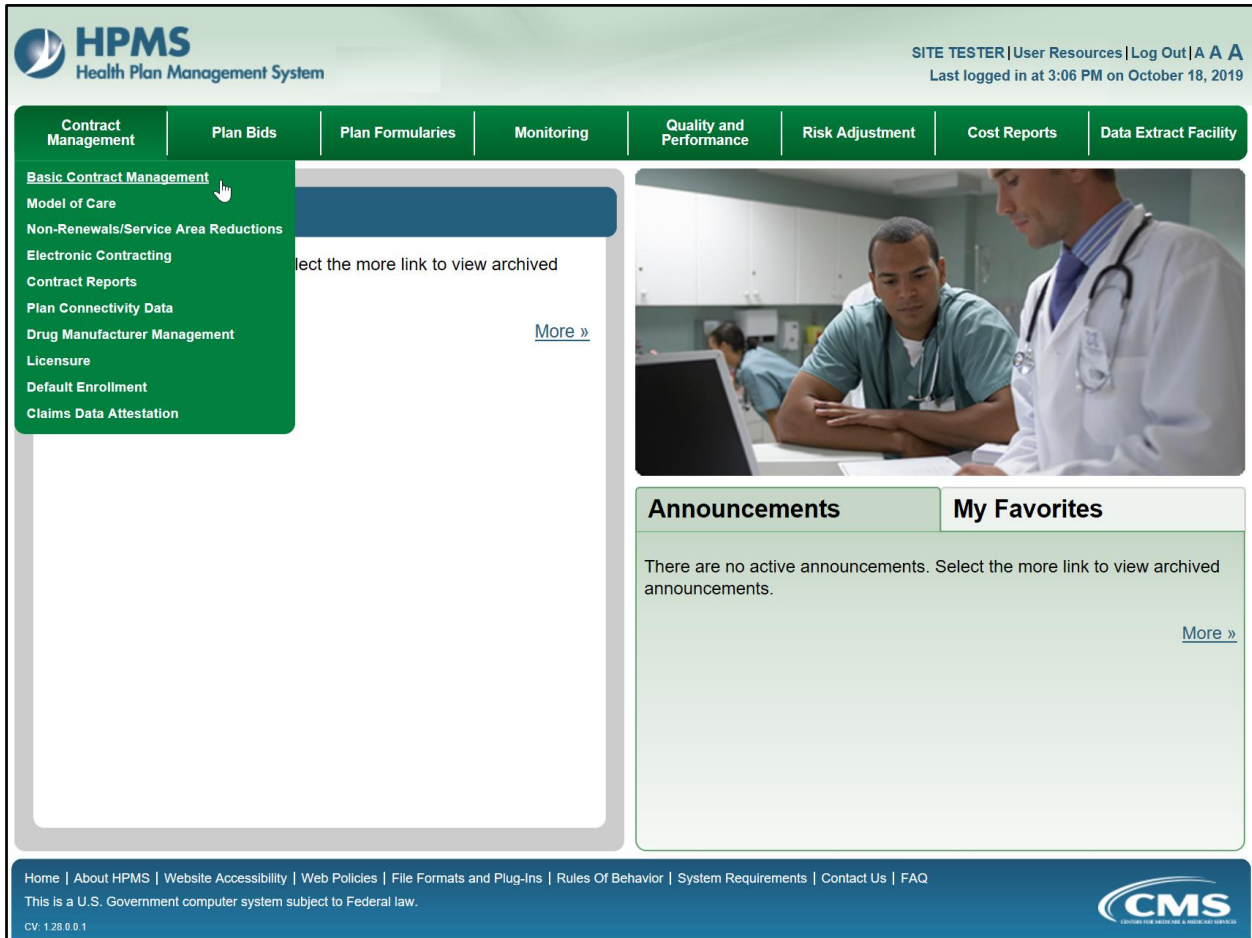 HPMS
Health Plan Management System
SITE TESTER|User Resources|Log Out|A A A
Last logged in at 3:06 PM on October 18, 2019
Contract
Management
Plan Bids
Plan Formularies
Monitoring
Quality and
Performance
Risk Adjustment
Cost Reports
Data Extract Facility
Basic Contract Management
Model of Care
Non-Renewals/Service Area Reductions
Electronic Contracting
Contract Reports
Plan Connectivity Data
Drug Manufacturer Management
Licensure
Default Enrollment
Claims Data Attestation
lect the more link to view archived
More »
Announcements
My Favorites
There are no active announcements. Select the more link to view archived
announcements.
More »
Home | About HPMS | Website Accessibility | Web Policies | File Formats and Plug-Ins | Rules Of Behavior | System Requirements | Contact Us | FAQ
This is a U.S. Government computer system subject to Federal law.
CV: 1.28.0.0.1
CMS
CENTERS FOR MEDICARE & MEDICAID SERVICES